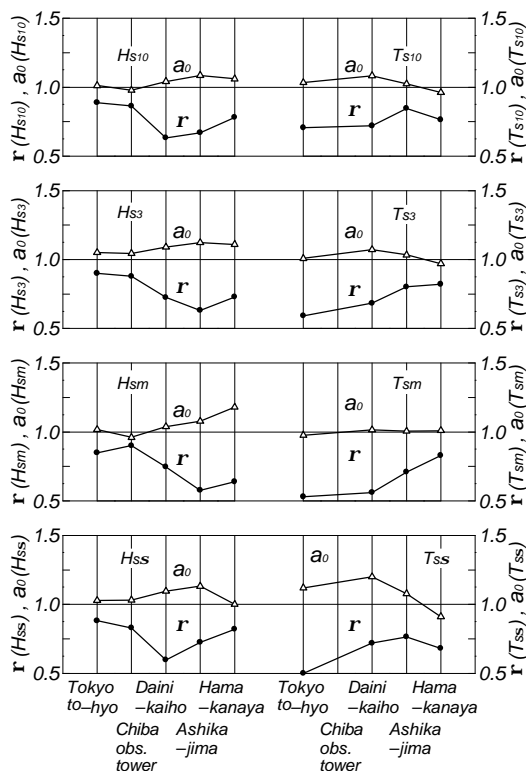 1.5
1.0
0.5
r (Hs10) , a0 (Hs10)
Hs10
a0
r
Ts10
a0
r
1.5
1.0
0.5
r (Ts10) , a0 (Ts10)
1.5
1.0
0.5
r (Hs3) , a0 (Hs3)
Hs3
a0
r
Ts3
a0
r
1.5
1.0
0.5
r (Ts3) , a0 (Ts3)
1.5
1.0
0.5
r (Hsm) , a0 (Hsm)
Hsm
a0
r
Tsm
a0
r
1.5
1.0
0.5
r (Tsm) , a0 (Tsm)
1.5
1.0
0.5
r (Hss) , a0 (Hss)
Hss
a0
r
a0
Tss
r
1.5
1.0
0.5
r (Tss) , a0 (Tss)
Tokyo
to–hyo
Chiba
obs.
tower
Daini
–kaiho
Ashika
–jima
Hama
–kanaya
Tokyo
to–hyo
Chiba
obs.
tower
Daini
–kaiho
Ashika
–jima
Hama
–kanaya